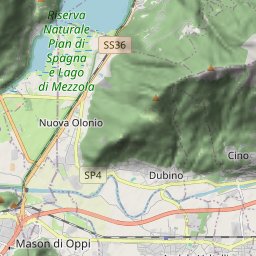 Riserva
Naturale
Pian di
Spagna
e Lago
di Mezzola
SS36
Nuova Olonio
Cino
SP4
Dubino
Mason di Oppi